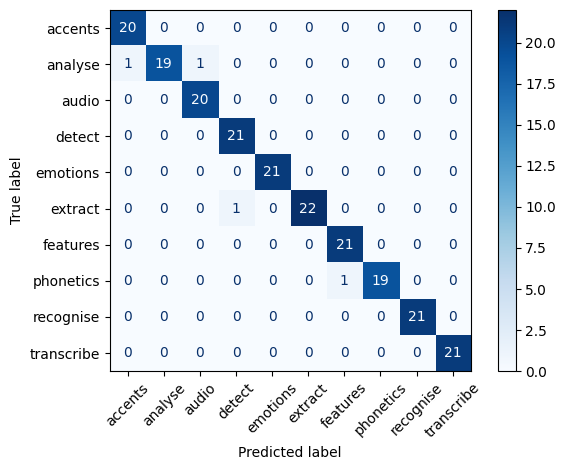 accents 20 0 0 0 0 0 0 0 0 0
analyse 1 19 1 0 0 0 0 0 0 0
audio 0 0 20 0 0 0 0 0 0 0
detect 0 0 0 21 0 0 0 0 0 0
emotions 0 0 0 0 21 0 0 0 0 0
extract 0 0 0 1 0 22 0 0 0 0
features 0 0 0 0 0 0 21 0 0 0
phonetics 0 0 0 0 0 0 1 19 0 0
recognise 0 0 0 0 0 0 0 0 21 0
transcribe 0 0 0 0 0 0 0 0 0 21
True label
accents analyse audio detect emotions extract features phonetics recognise transcribe
Predicted label
20.0
17.5
15.0
12.5
10.0
7.5
5.0
2.5
0.0